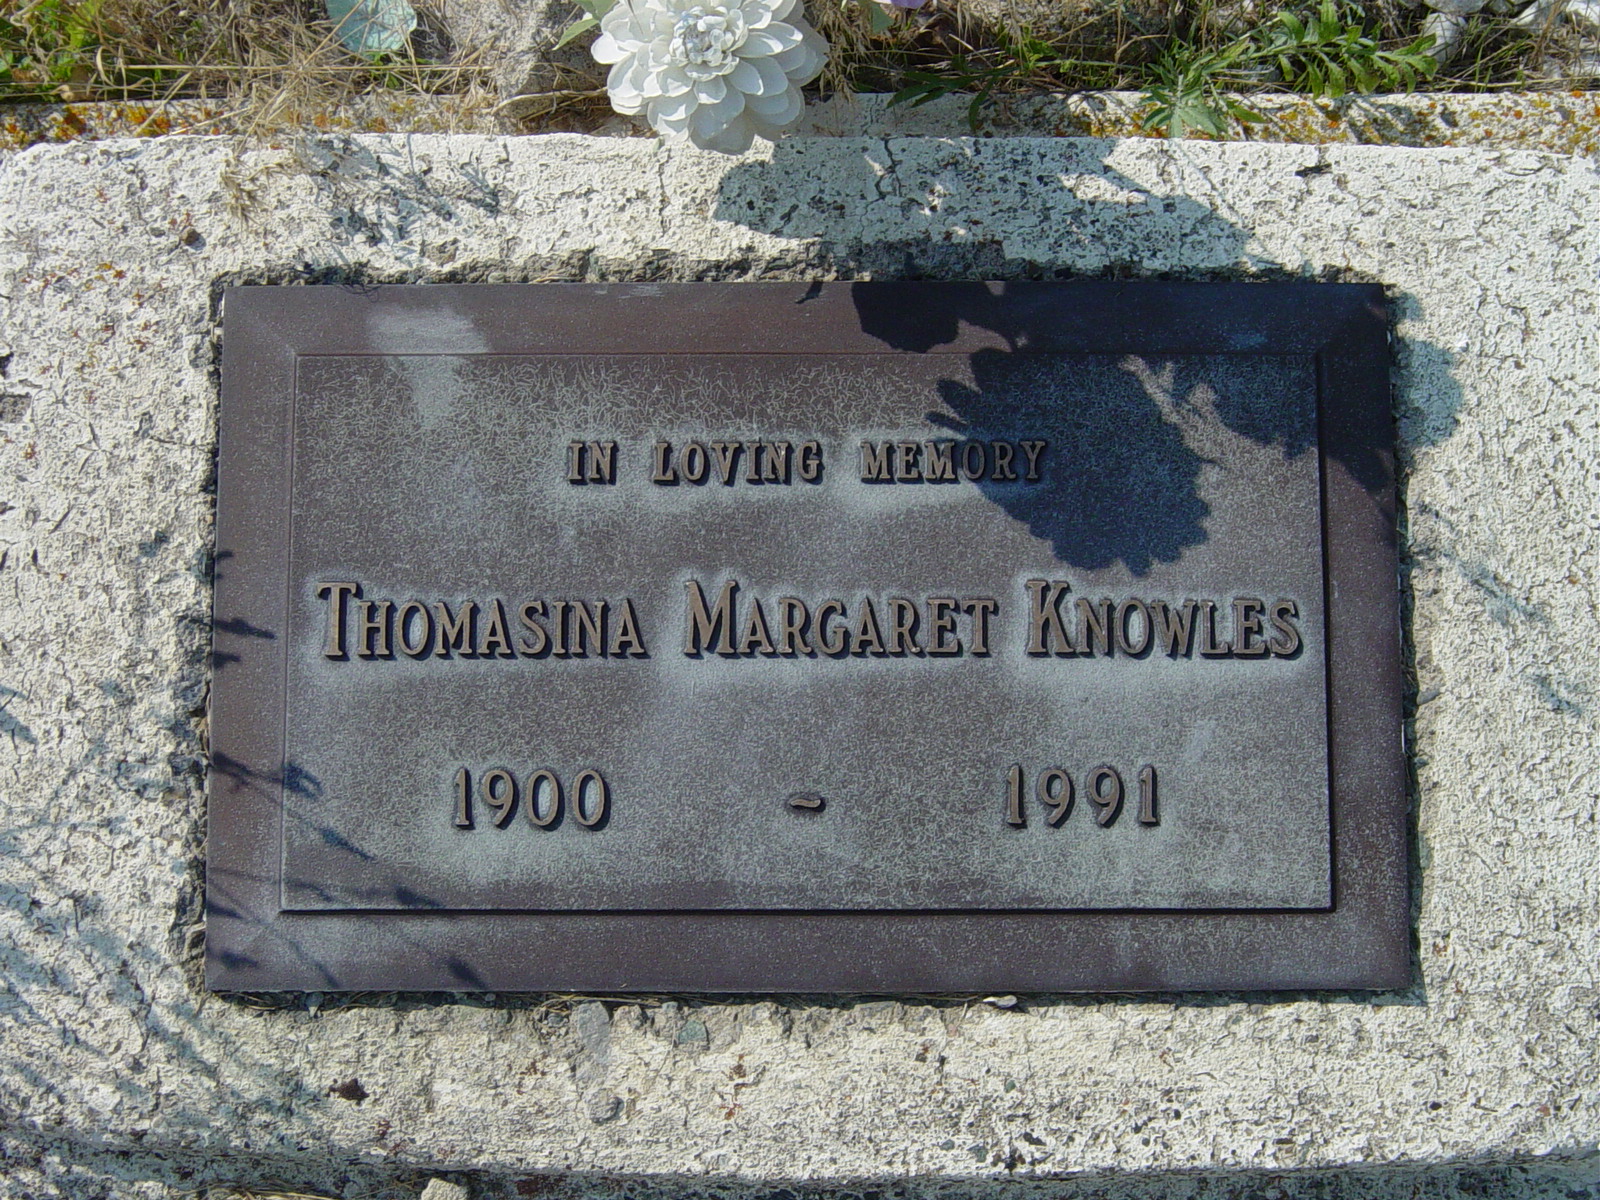 IN LOVING MEMORY
THOMASINA MARGARET KNOWLES
1900 ~ 1991